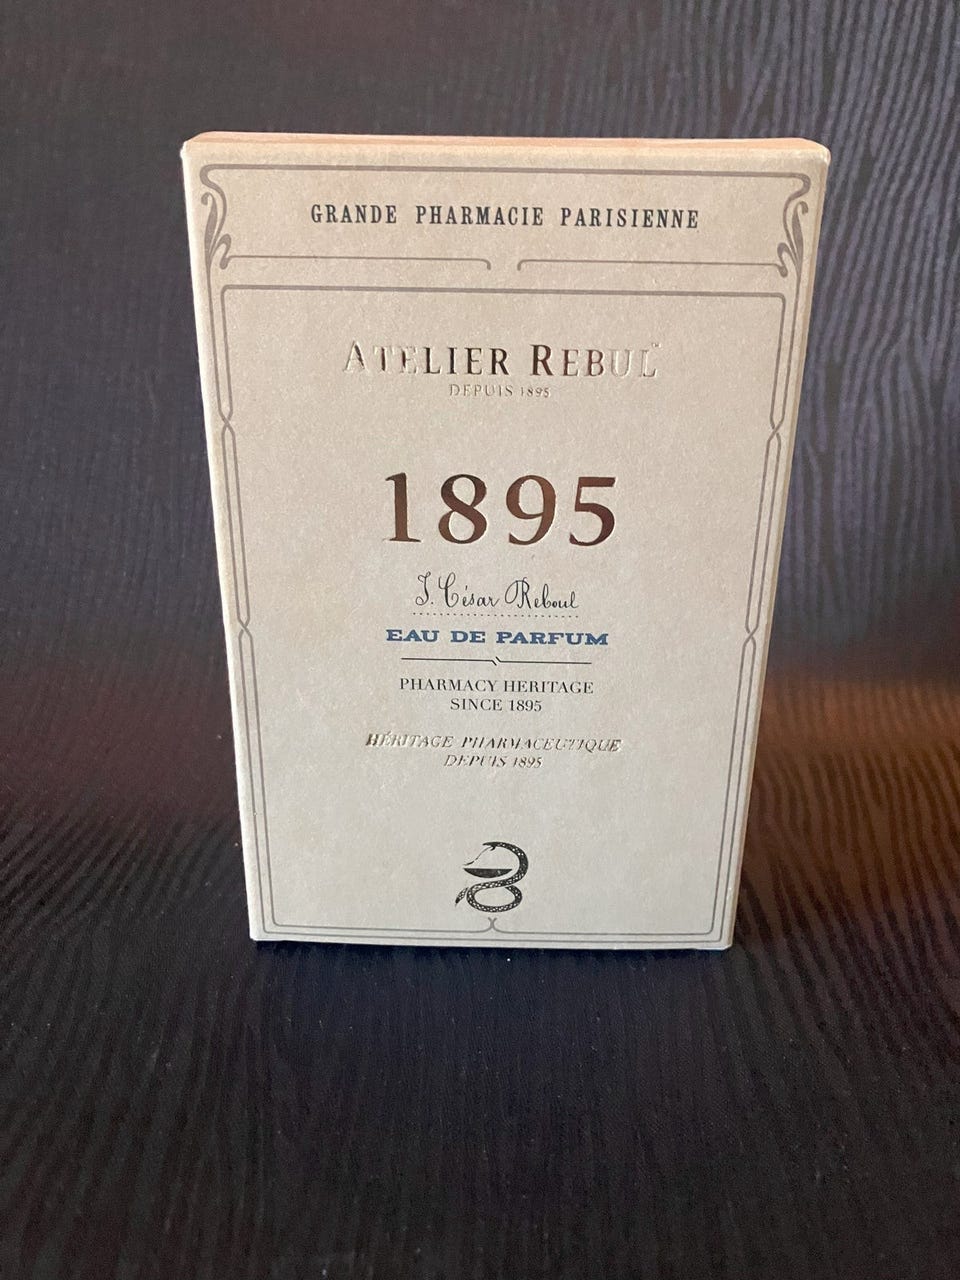 GRANDE PHARMACIE PARISIENNE
ATELIER REBUL™
DEPUIS 1895
1895
J. César Reboul
EAU DE PARFUM
PHARMACY HERITAGE
SINCE 1895
HÉRITAGE PHARMACEUTIQUE
DEPUIS 1895